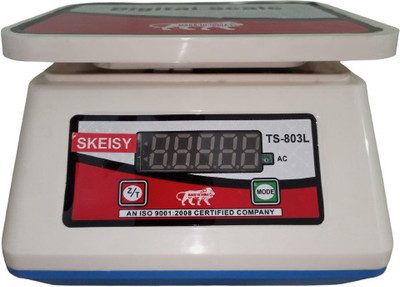 Digital Scale
SKEISY
TS-803L
AC
Z/T
MODE
AN ISO 9001:2008 CERTIFIED COMPANY